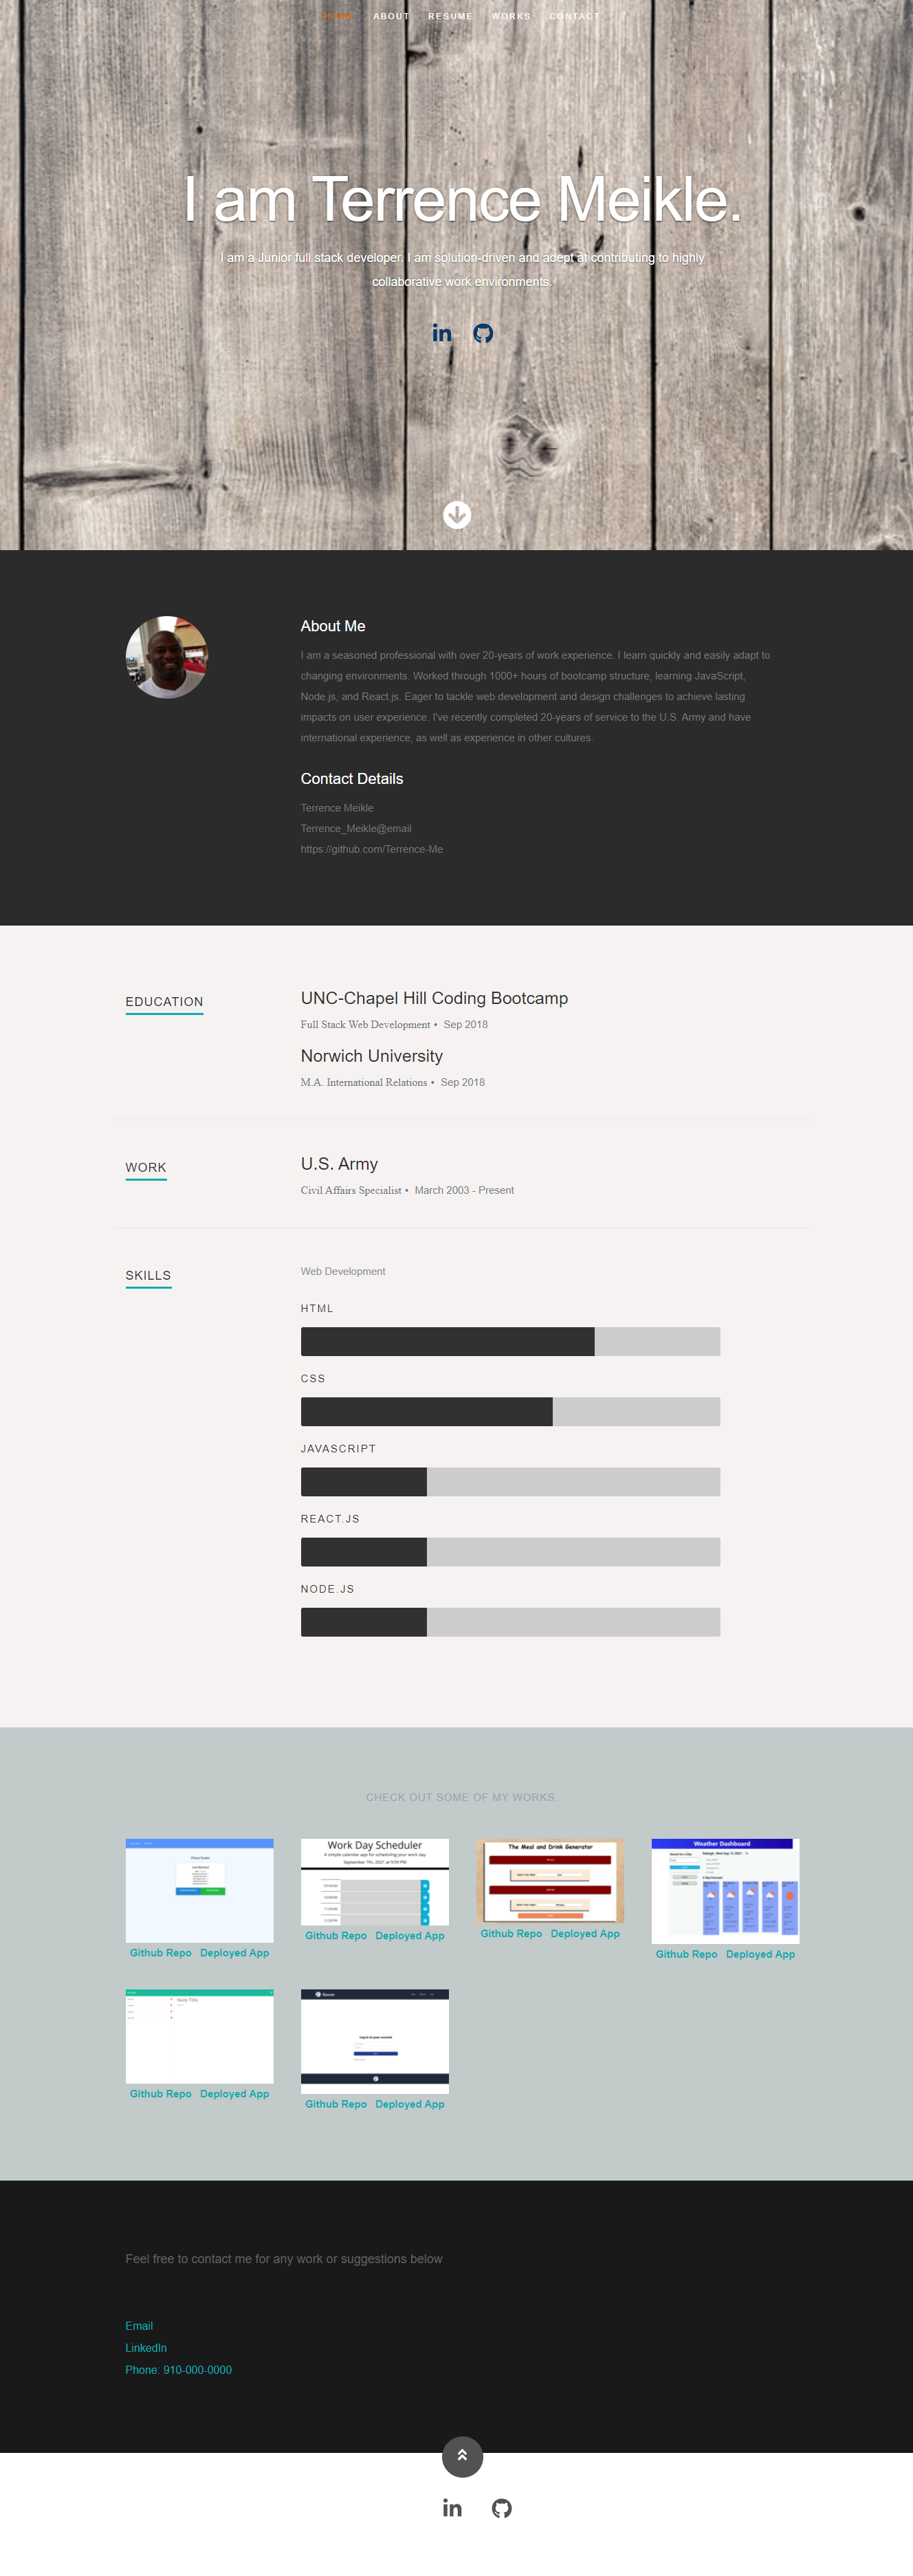 HOME ABOUT RESUME WORKS CONTACT
I am Terrence Meikle.
I am a Junior full stack developer. I am solution-driven and adept at contributing to highly
collaborative work environments.
About Me
I am a seasoned professional with over 20-years of work experience. I learn quickly and easily adapt to
changing environments. Worked through 1000+ hours of bootcamp structure, learning JavaScript,
Node.js, and React.js. Eager to tackle web development and design challenges to achieve lasting
impacts on user experience. I've recently completed 20-years of service to the U.S. Army and have
international experience, as well as experience in other cultures.
Contact Details
Terrence Meikle
Terrence_Meikle@email
https://github.com/Terrence-Me
EDUCATION
UNC-Chapel Hill Coding Bootcamp
Full Stack Web Development • Sep 2018
Norwich University
M.A. International Relations • Sep 2018
WORK
U.S. Army
Civil Affairs Specialist • March 2003 - Present
SKILLS
Web Development
HTML
CSS
JAVASCRIPT
REACT.JS
NODE.JS
CHECK OUT SOME OF MY WORKS.
Work Day Scheduler
A simple calendar app for scheduling your work day
September 7th, 2021 at 9:59 PM
The Meal and Drink Generator
Weather Dashboard
Github Repo Deployed App
Github Repo Deployed App
Github Repo Deployed App
Github Repo Deployed App
Note Title
Log in to your account
Github Repo Deployed App
Github Repo Deployed App
Feel free to contact me for any work or suggestions below
Email
LinkedIn
Phone: 910-000-0000